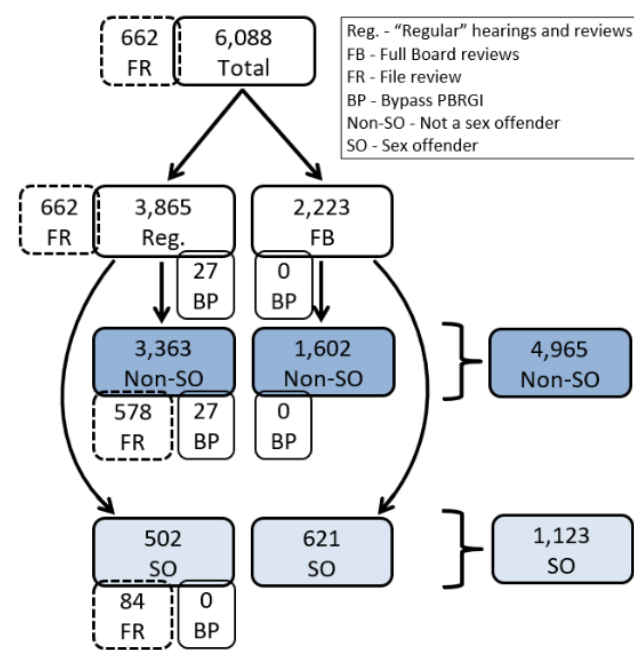 662
FR
6,088
Total
Reg. - “Regular” hearings and reviews
FB - Full Board reviews
FR - File review
BP - Bypass PBRGI
Non-SO - Not a sex offender
SO - Sex offender
662
FR
3,865
Reg.
2,223
FB
27
BP
0
BP
3,363
Non-SO
1,602
Non-SO
4,965
Non-SO
578
FR
27
BP
0
BP
502
SO
621
SO
1,123
SO
84
FR
0
BP